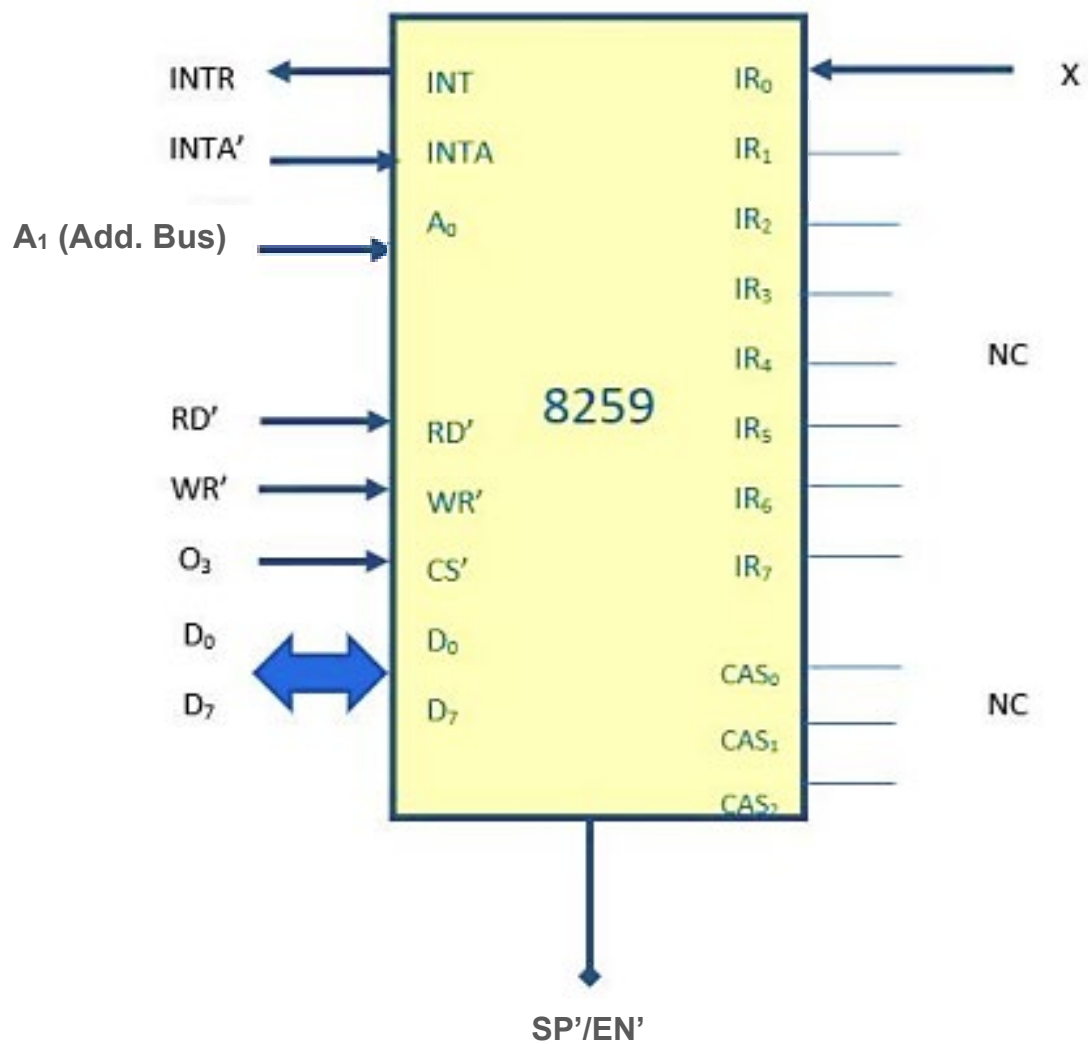 INTR
INT
IR₀
X
INTA’
INTA
IR₁
A₁ (Add. Bus)
A₀
IR₂
IR₃
IR₄
NC
8259
RD’
RD’
IR₅
WR’
WR’
IR₆
O₃
CS’
IR₇
D₀
D₀
CAS₀
NC
D₇
D₇
CAS₁
CAS₂
SP’/EN’